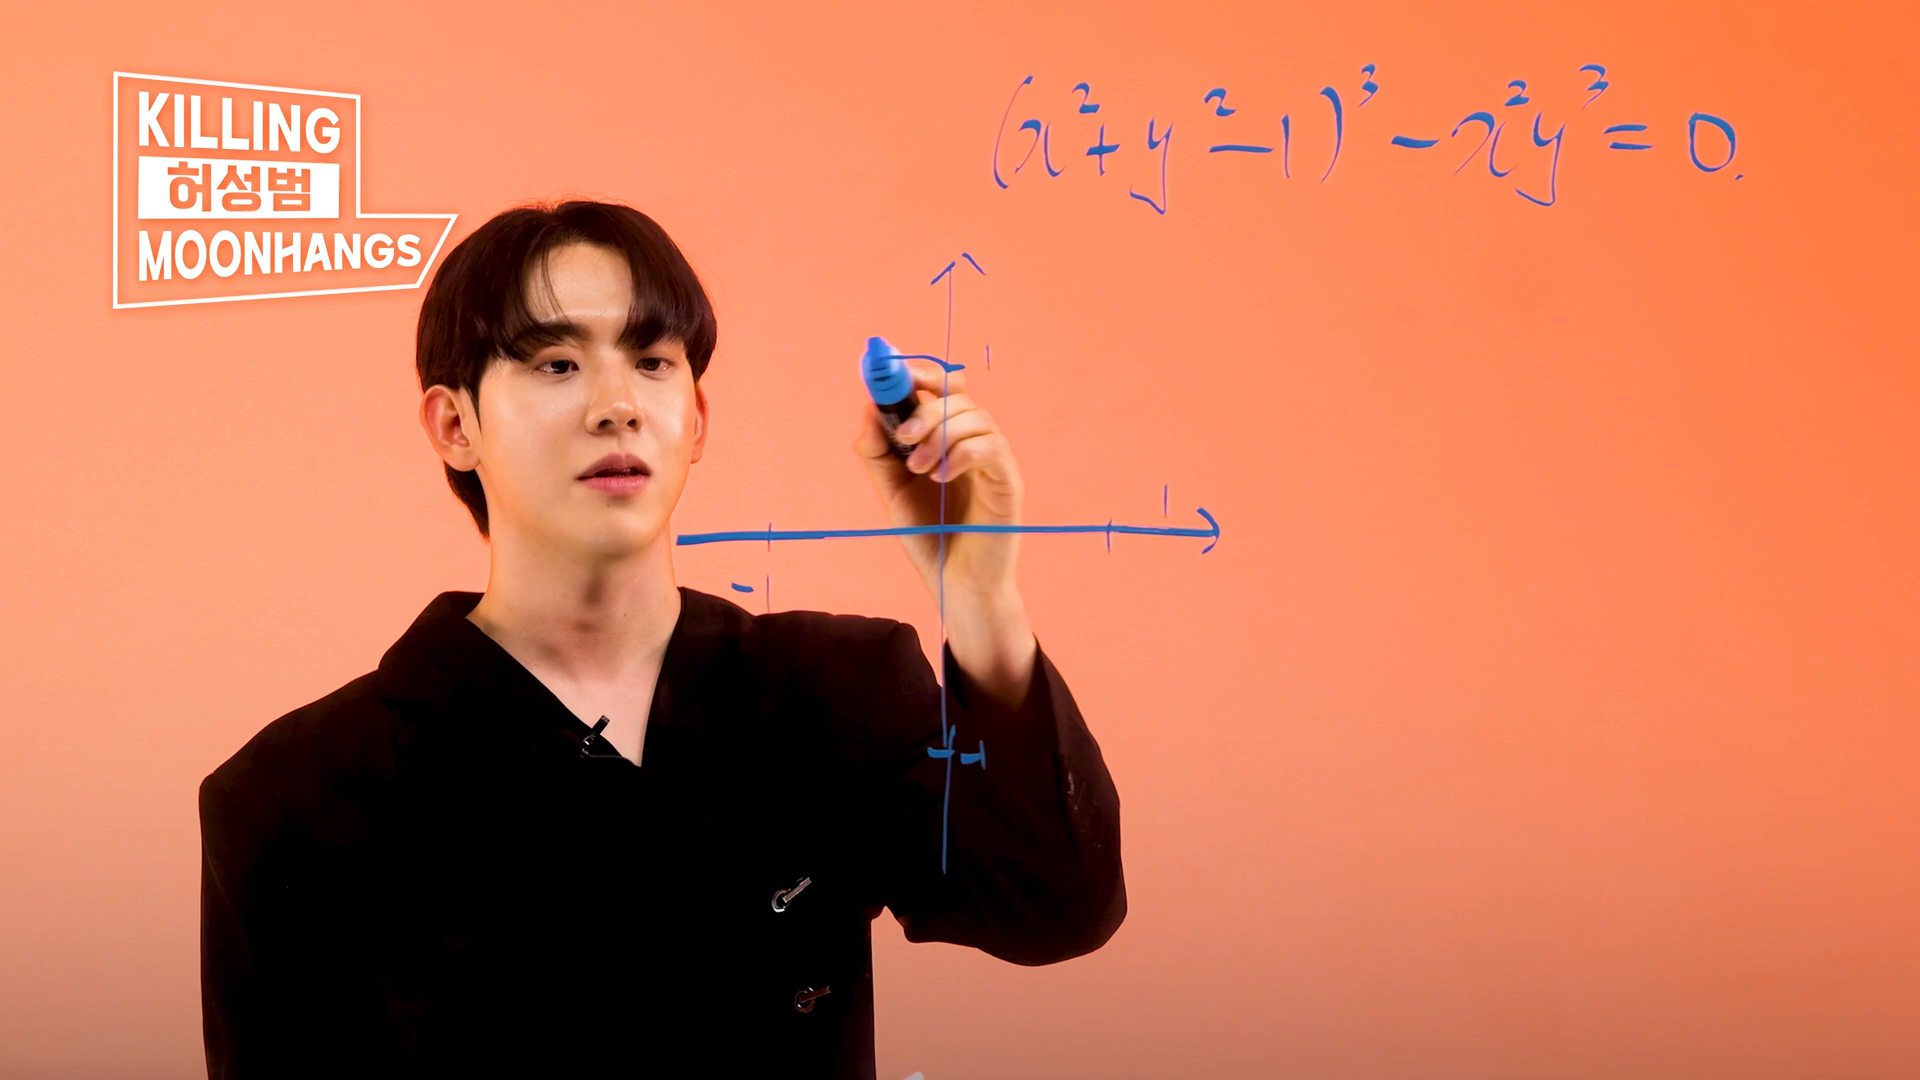 KILLING
허성범
MOONHANGS
(x²+y²-1)³-x²y³=0.
1
1
-1
-1